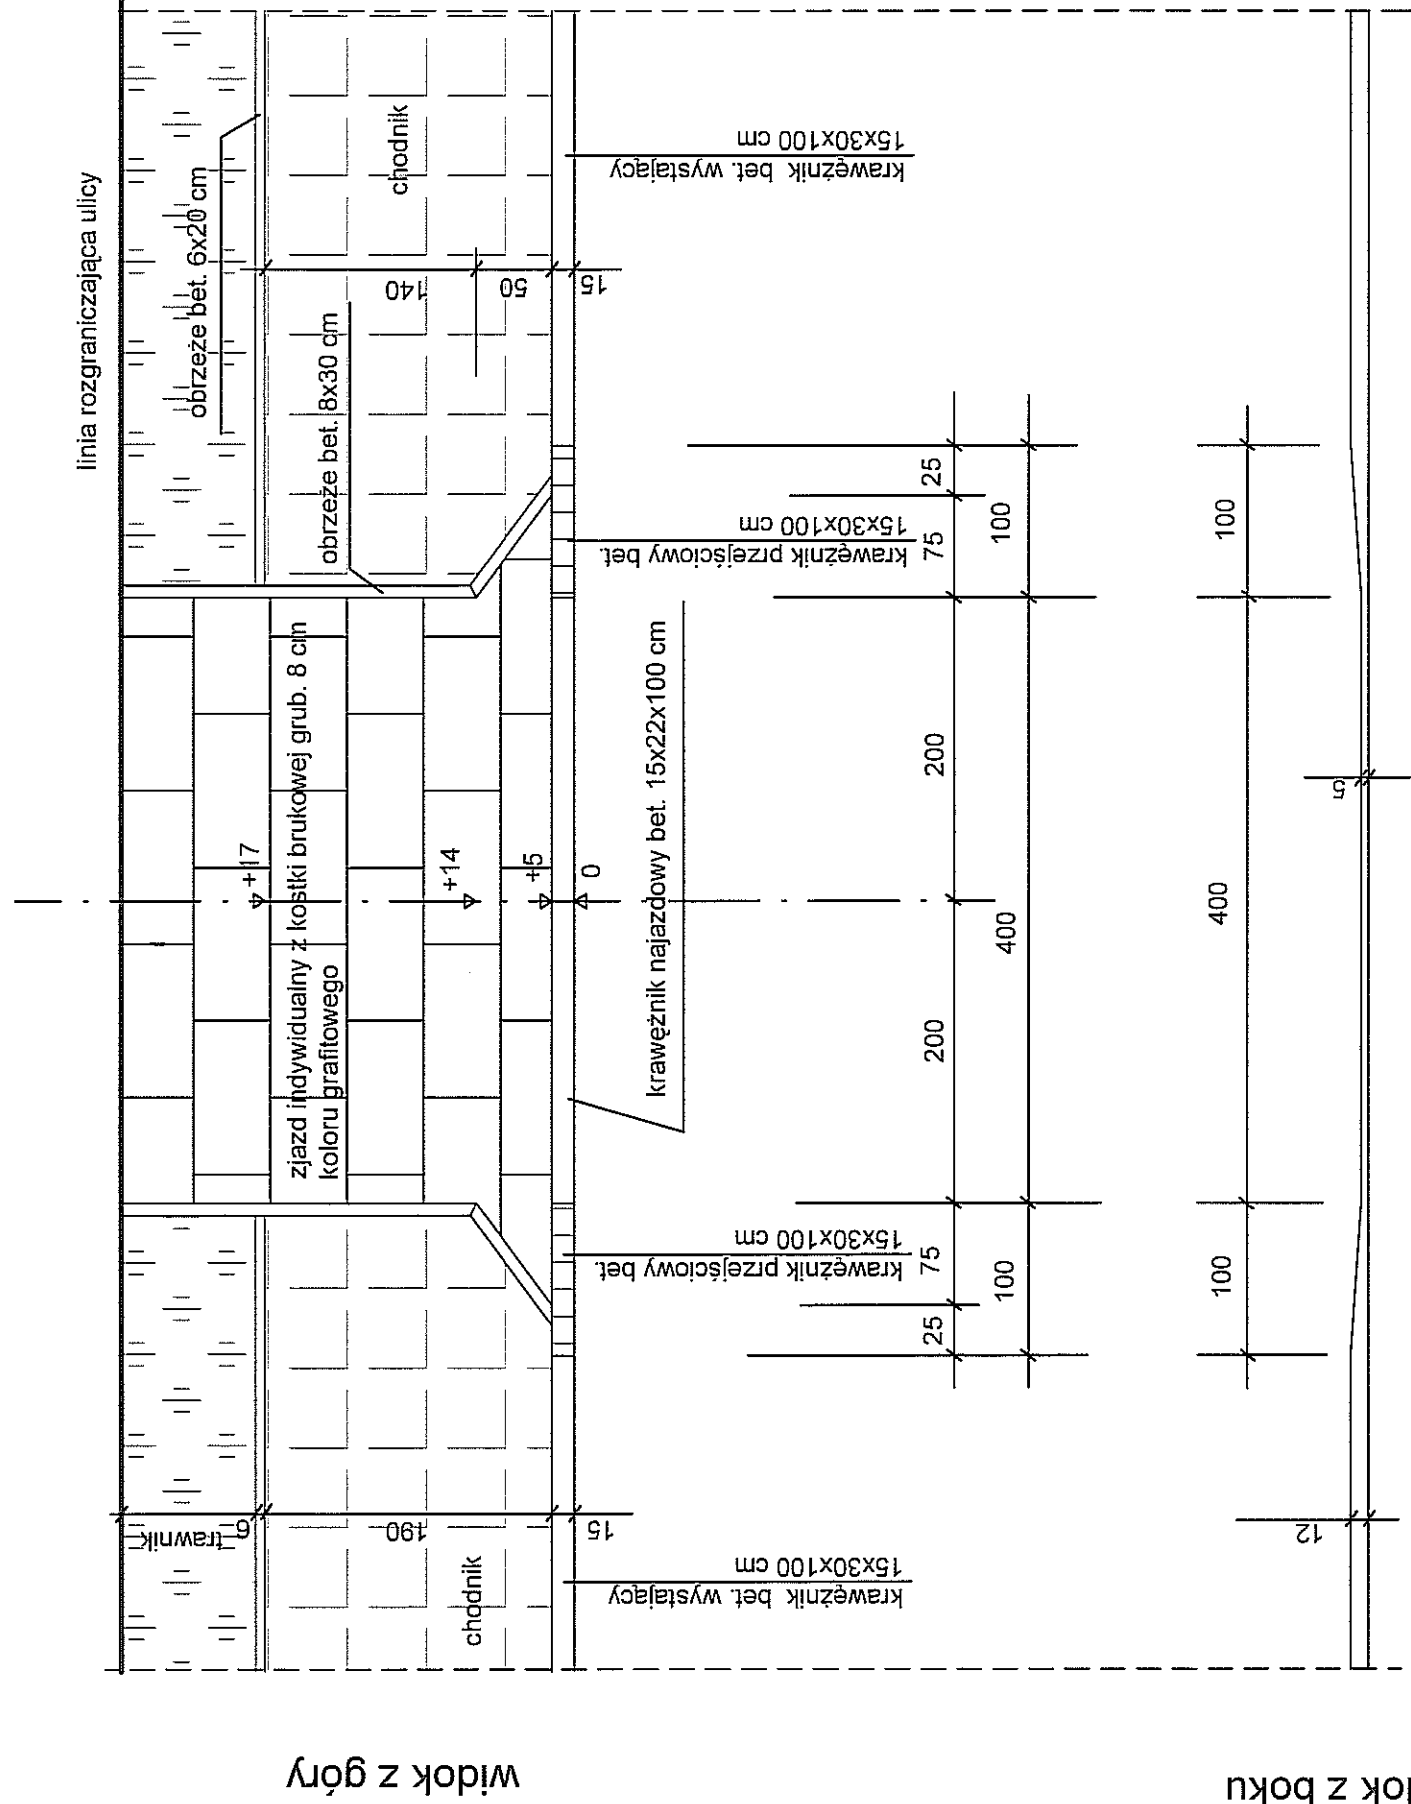 linia rozgraniczająca ulicy
obrzeże bet. 6x20 cm
chodnik
140
50
15
obrzeże bet. 8x30 cm
krawężnik bet. wystający
15x30x100 cm
zjazd indywidualny z kostki brukowej grub. 8 cm
koloru grafitowego
+17
+14
+5
0
krawężnik przejściowy bet.
15x30x100 cm
krawężnik najazdowy bet. 15x22x100 cm
krawężnik przejściowy bet.
15x30x100 cm
trawnik
6
190
15
chodnik
krawężnik bet. wystający
15x30x100 cm
25
75
200
200
75
25
100
400
100
100
400
100
5
12
widok z góry
lok z boku